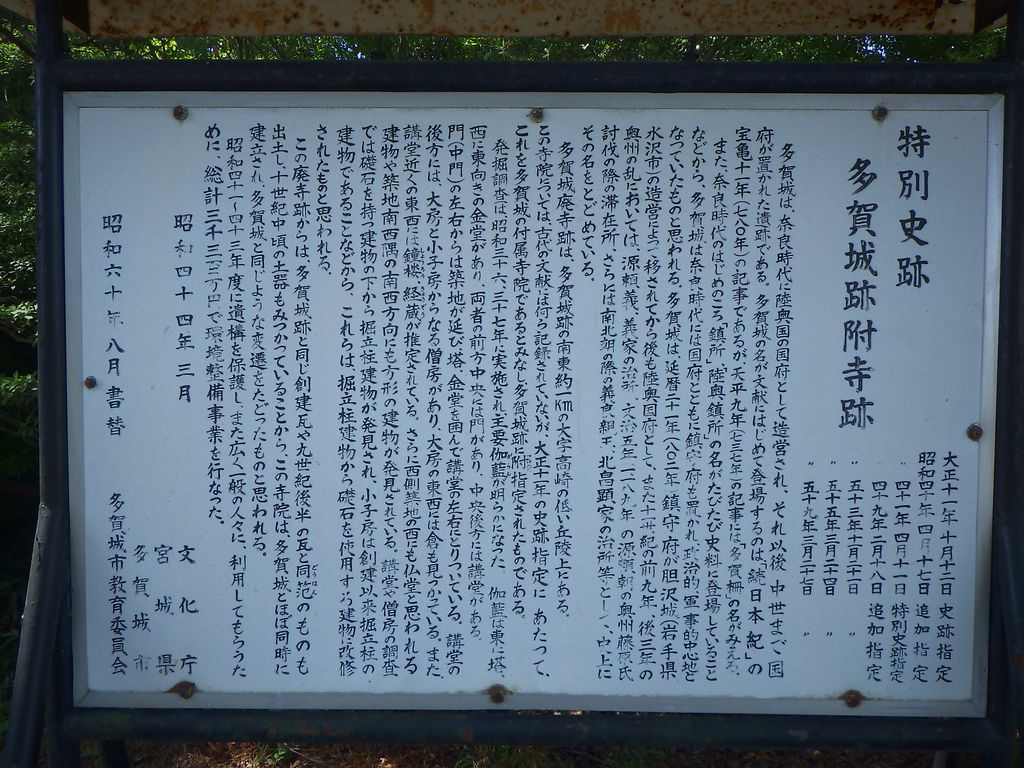 特別史跡
多賀城跡附寺跡
大正十一年十月十二日 史跡指定
昭和四十年四月十七日 追加指定
〃 四十一年四月十一日 特別史跡指定
〃 四十九年二月十八日 追加指定
〃 五十三年十月二十一日 〃
〃 五十五年三月二十四日 〃
〃 五十九年三月二十七日 〃
多賀城は、奈良時代に陸奥国の国府として造営され、それ以後、中世まで、国
府が置かれた遺跡である。多賀城の名が文献にはじめて登場するのは、「続日本紀」の
宝亀十一年(七八〇年)の記事であるが天平九年(七三七年)の記事には多賀柵の名がみえる。
また、奈良時代のはじめのころ「鎮所」「陸奥鎮所」の名がたびたび史料に登場していること
などから、多賀城は奈良時代には国府とともに鎮守府も置かれ、政治的軍事的中心地と
なっていたものと思われる。多賀城は延暦二十一年(八〇二年)鎮守府が胆沢城(岩手県
水沢市)の造営によって移されてからも後も陸奥国府として、また十一世紀の前九年、後三年の
奥州の乱においては、源頼義、義家の治所、文治五年(一一八九年)の源頼朝の奥州藤原氏
討伐の際の滞在所、さらには南北朝の際の義良親王、北畠顕家の治所等として、史上に
その名をとどめている。
多賀城廃寺跡は、多賀城跡の南東約一Kmの大字高崎の低い丘陵上にある。
この寺院については、古代の文献には何ら記録されていないが、大正十一年の史跡指定にあたって、
これを多賀城の付属寺院であるとみなし多賀城跡に附指定されたものである。
発掘調査は昭和三十六、三十七年に実施され主要伽藍が明らかになった。伽藍は東に塔、
西に東向きの金堂があり、両者の前方中央には門があり、中央後方には講堂がある。
門(中門)の左右からは築地が延び塔、金堂を囲んで講堂の左右にとりついている。講堂の
後方には、大房と小子房からなる僧房があり、大房の東西には倉も見つかっている。また、
講堂近くの東西には鐘楼、経蔵が推定されている。さらに西側築地の西にも仏堂と思われる
建物や築地南西隅の南西方向にも方形の建物が発見されている。講堂や僧房の調査
では礎石を持つ建物の下から掘立柱建物が発見され、小子房は創建以来掘立柱の
建物であることなどから、これらは、掘立柱建物から礎石を使用する建物に改修
されたものと思われる。
この廃寺跡からは、多賀城跡と同じ創建瓦や九世紀後半の瓦と同笵のものも
出土し、十世紀中頃の土器もみつかっていることから、この寺院は、多賀城とほぼ同時に
建立され、多賀城と同じような変遷をたどったものと思われる。
昭和四十一〜四十三年度に遺構を保護し、また広く一般の人々に、利用してもらうた
めに、総計三千三百三万円で環境整備事業を行なった。
昭和四十四年三月
昭和六十年八月書替
文化庁
宮城県
多賀城市
多賀城市教育委員会